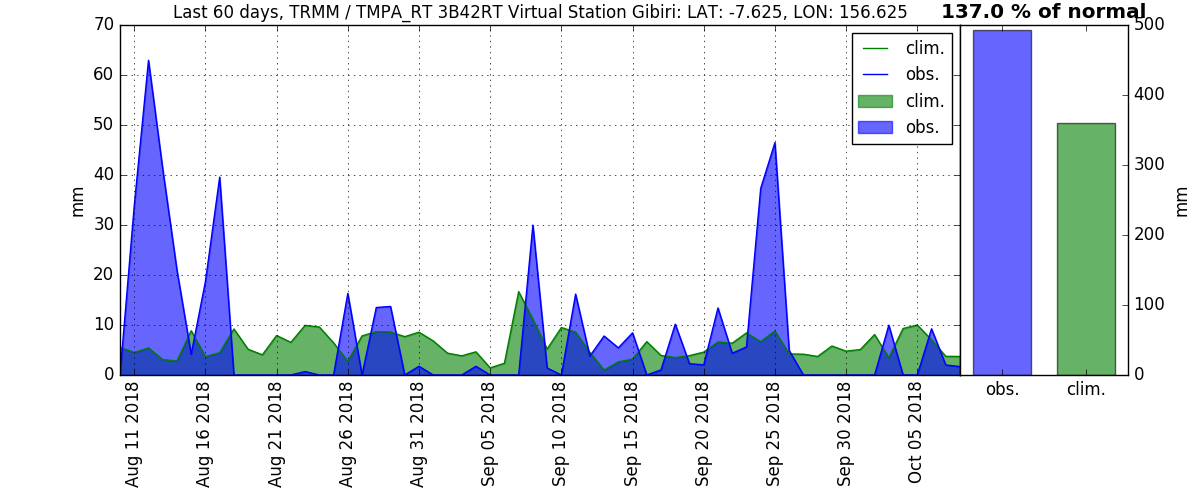 Last 60 days, TRMM / TMPA_RT 3B42RT Virtual Station Gibiri: LAT: -7.625, LON: 156.625
137.0 % of normal
70
60
50
40
30
20
10
0
mm
clim.
obs.
clim.
obs.
500
400
300
200
100
0
mm
obs.
clim.
Aug 11 2018
Aug 16 2018
Aug 21 2018
Aug 26 2018
Aug 31 2018
Sep 05 2018
Sep 10 2018
Sep 15 2018
Sep 20 2018
Sep 25 2018
Sep 30 2018
Oct 05 2018